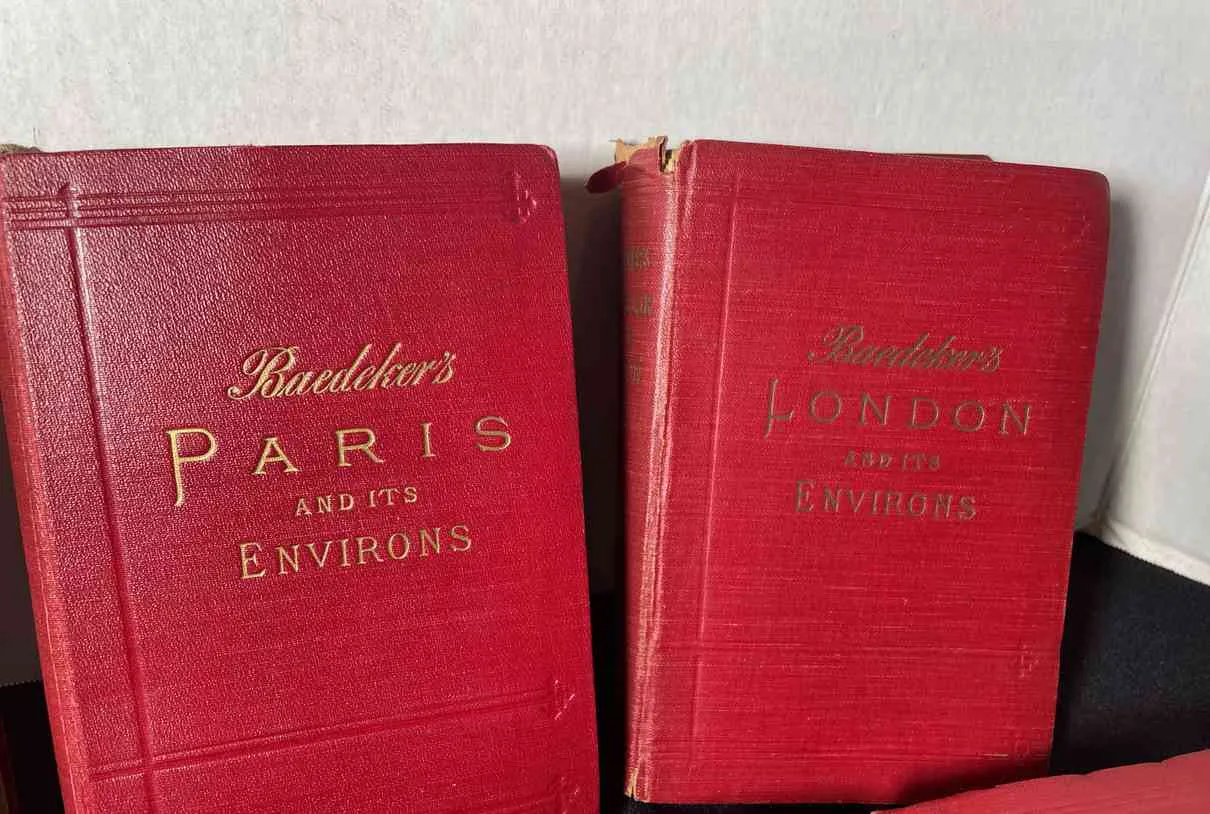 Baedeker's
PARIS
AND ITS
ENVIRONS
Baedeker's
LONDON
AND ITS
ENVIRONS